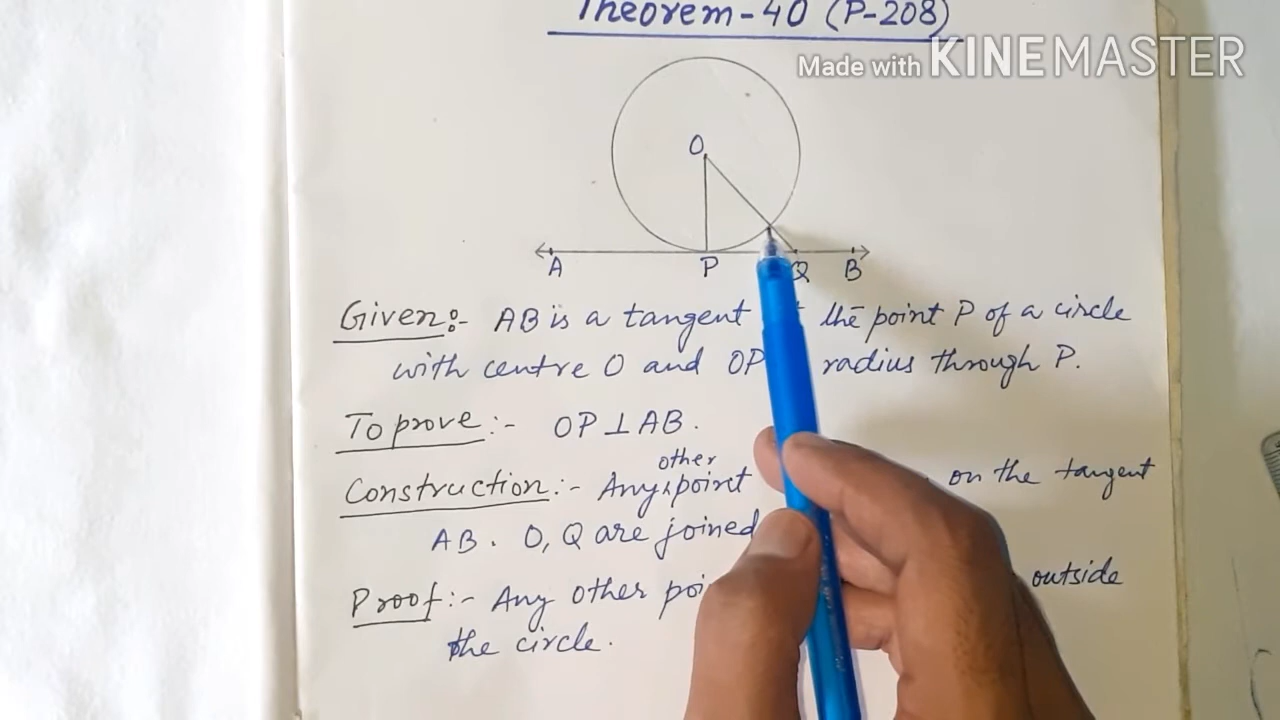 Theorem-40 (P-208)
Made with KINEMASTER
O
A P Q B
Given:- AB is a tangent the point P of a circle
with centre O and OP radius through P.
To prove:- OP⊥AB.
other
Construction:- Any ∧ point on the tangent
AB. O, Q are joined
Proof:- Any other poi outside
the circle.